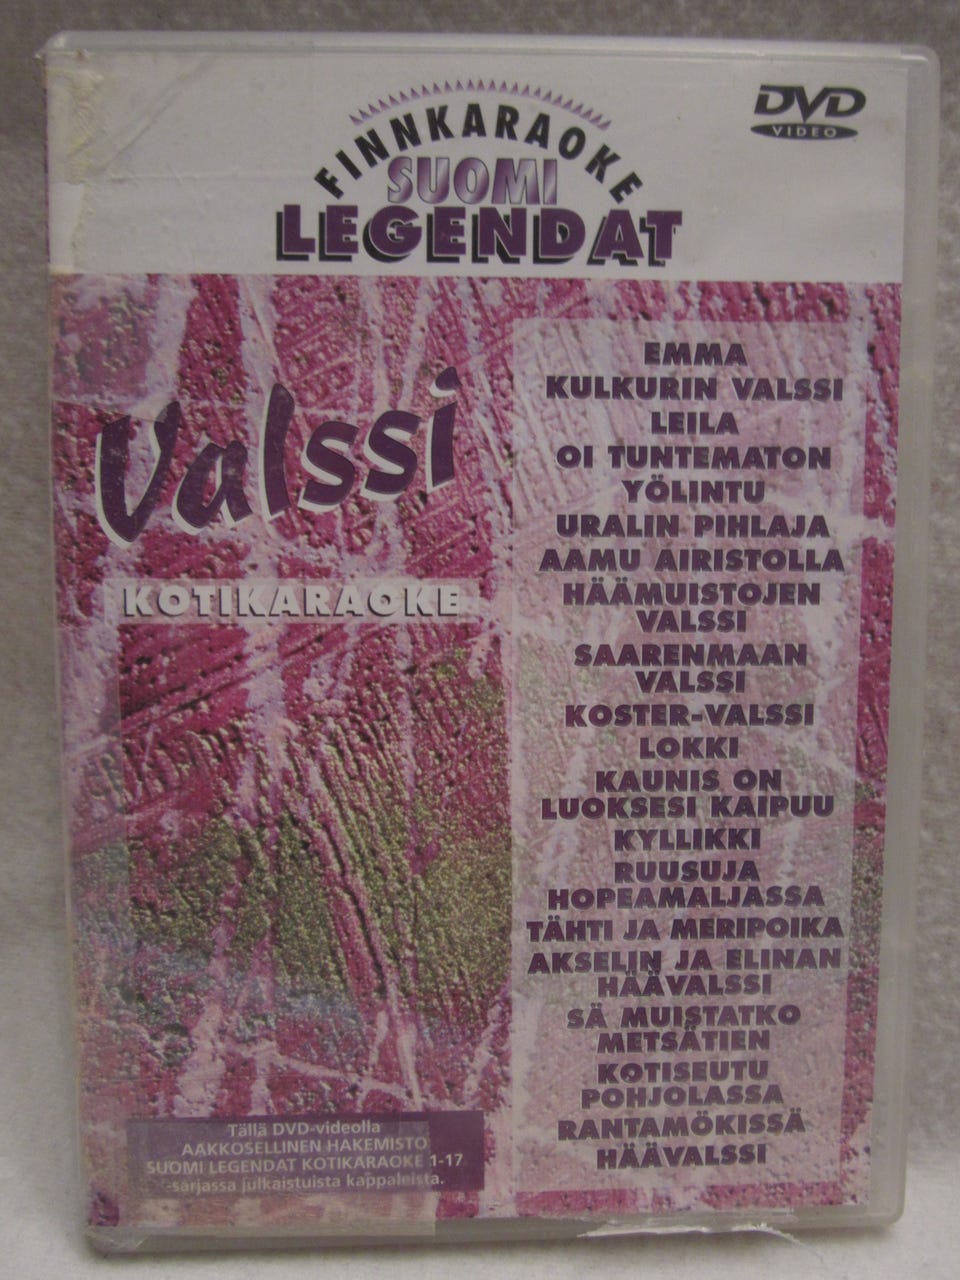 FINNKARAOKE
SUOMI
LEGENDAT
DVD
VIDEO
Valssi
KOTIKARAOKE
EMMA
KULKURIN VALSSI
LEILA
OI TUNTEMATON
YÖLINTU
URALIN PIHLAJA
AAMU AIRISTOLLA
HÄÄMUISTOJEN
VALSSI
SAARENMAAN
VALSSI
KOSTER-VALSSI
LOKKI
KAUNIS ON
LUOKSESI KAIPUU
KYLLIKKI
RUUSUJA
HOPEAMALJASSA
TÄHTI JA MERIPOIKA
AKSELIN JA ELINAN
HÄÄVALSSI
SÄ MUISTATKO
METSÄTIEN
KOTISEUTU
POHJOLASSA
RANTAMÖKISSÄ
HÄÄVALSSI
Tällä DVD-videolla
AAKKOSELLINEN HAKEMISTO
SUOMI LEGENDAT KOTIKARAOKE 1-17
-sarjassa julkaistuista kappaleista.